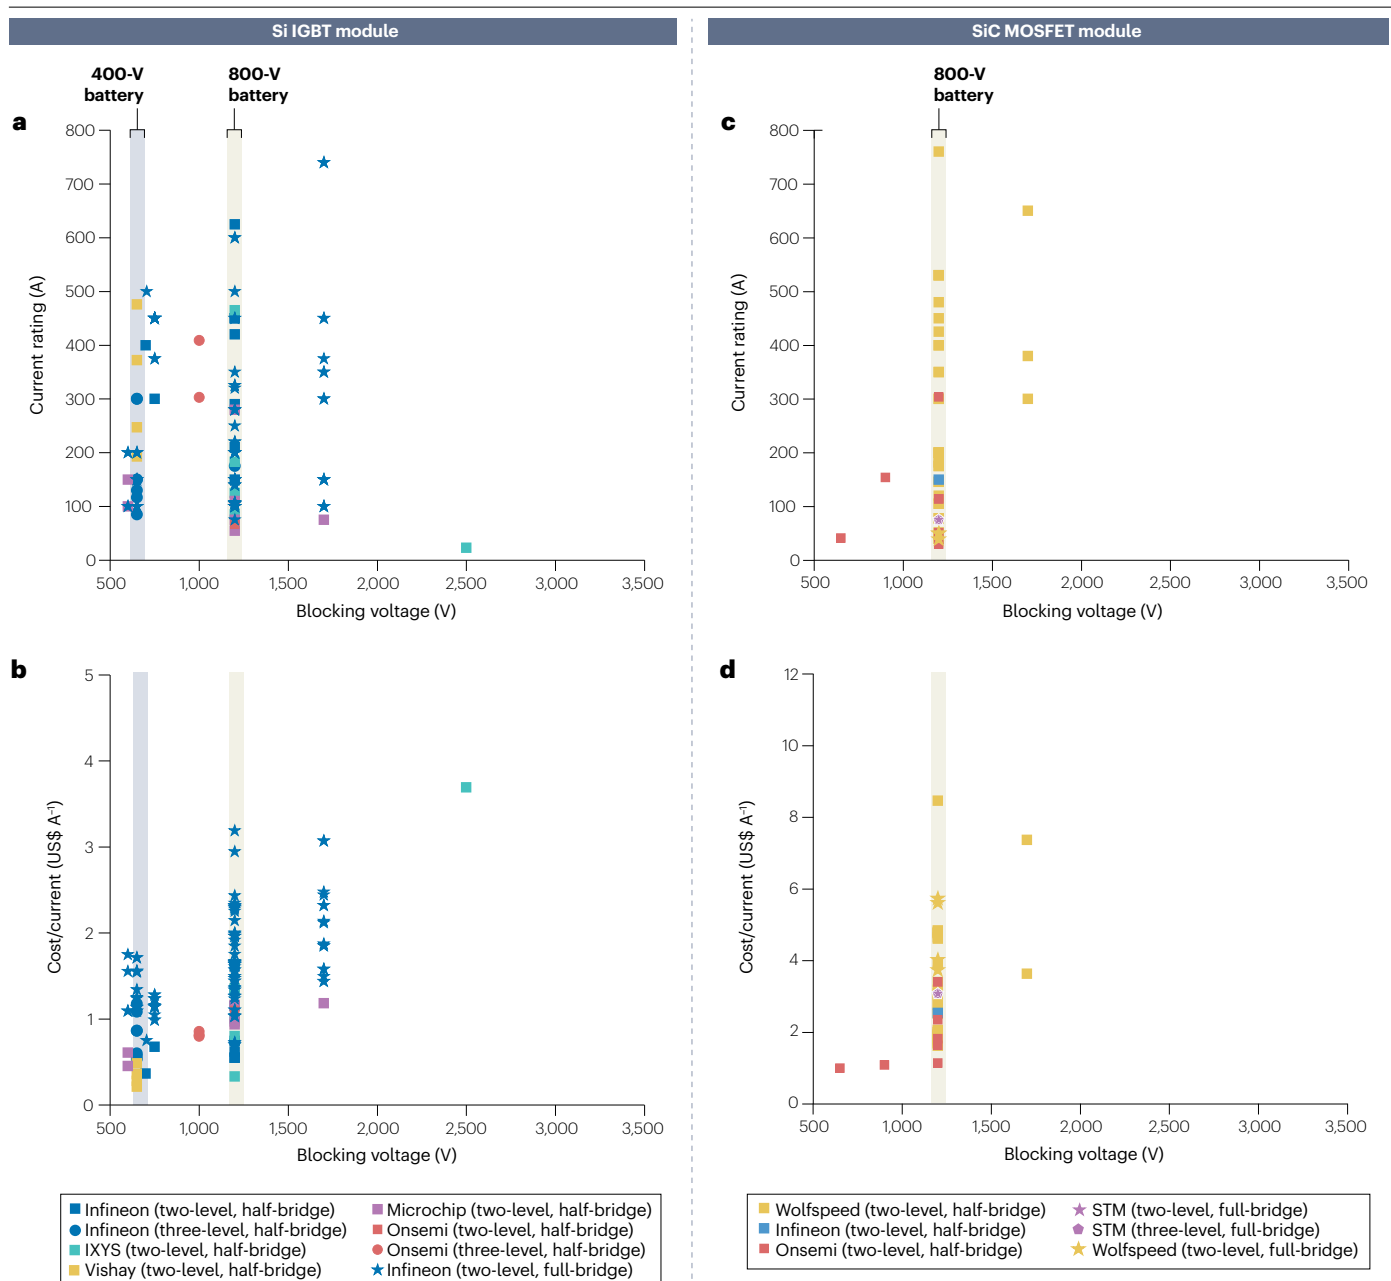 Si IGBT module
SiC MOSFET module
400-V
battery
800-V
battery
a
800
700
600
500
400
300
200
100
0
Current rating (A)
500
1,000
1,500
2,000
2,500
3,000
3,500
Blocking voltage (V)
800-V
battery
c
800
700
600
500
400
300
200
100
0
Current rating (A)
500
1,000
1,500
2,000
2,500
3,000
3,500
Blocking voltage (V)
b
5
4
3
2
1
0
Cost/current (US$ A⁻¹)
500
1,000
1,500
2,000
2,500
3,000
3,500
Blocking voltage (V)
d
12
10
8
6
4
2
0
Cost/current (US$ A⁻¹)
500
1,000
1,500
2,000
2,500
3,000
3,500
Blocking voltage (V)
Infineon (two-level, half-bridge)
Infineon (three-level, half-bridge)
IXYS (two-level, half-bridge)
Vishay (two-level, half-bridge)
Microchip (two-level, half-bridge)
Onsemi (two-level, half-bridge)
Onsemi (three-level, half-bridge)
Infineon (two-level, full-bridge)
Wolfspeed (two-level, half-bridge)
Infineon (two-level, half-bridge)
Onsemi (two-level, half-bridge)
STM (two-level, full-bridge)
STM (three-level, full-bridge)
Wolfspeed (two-level, full-bridge)